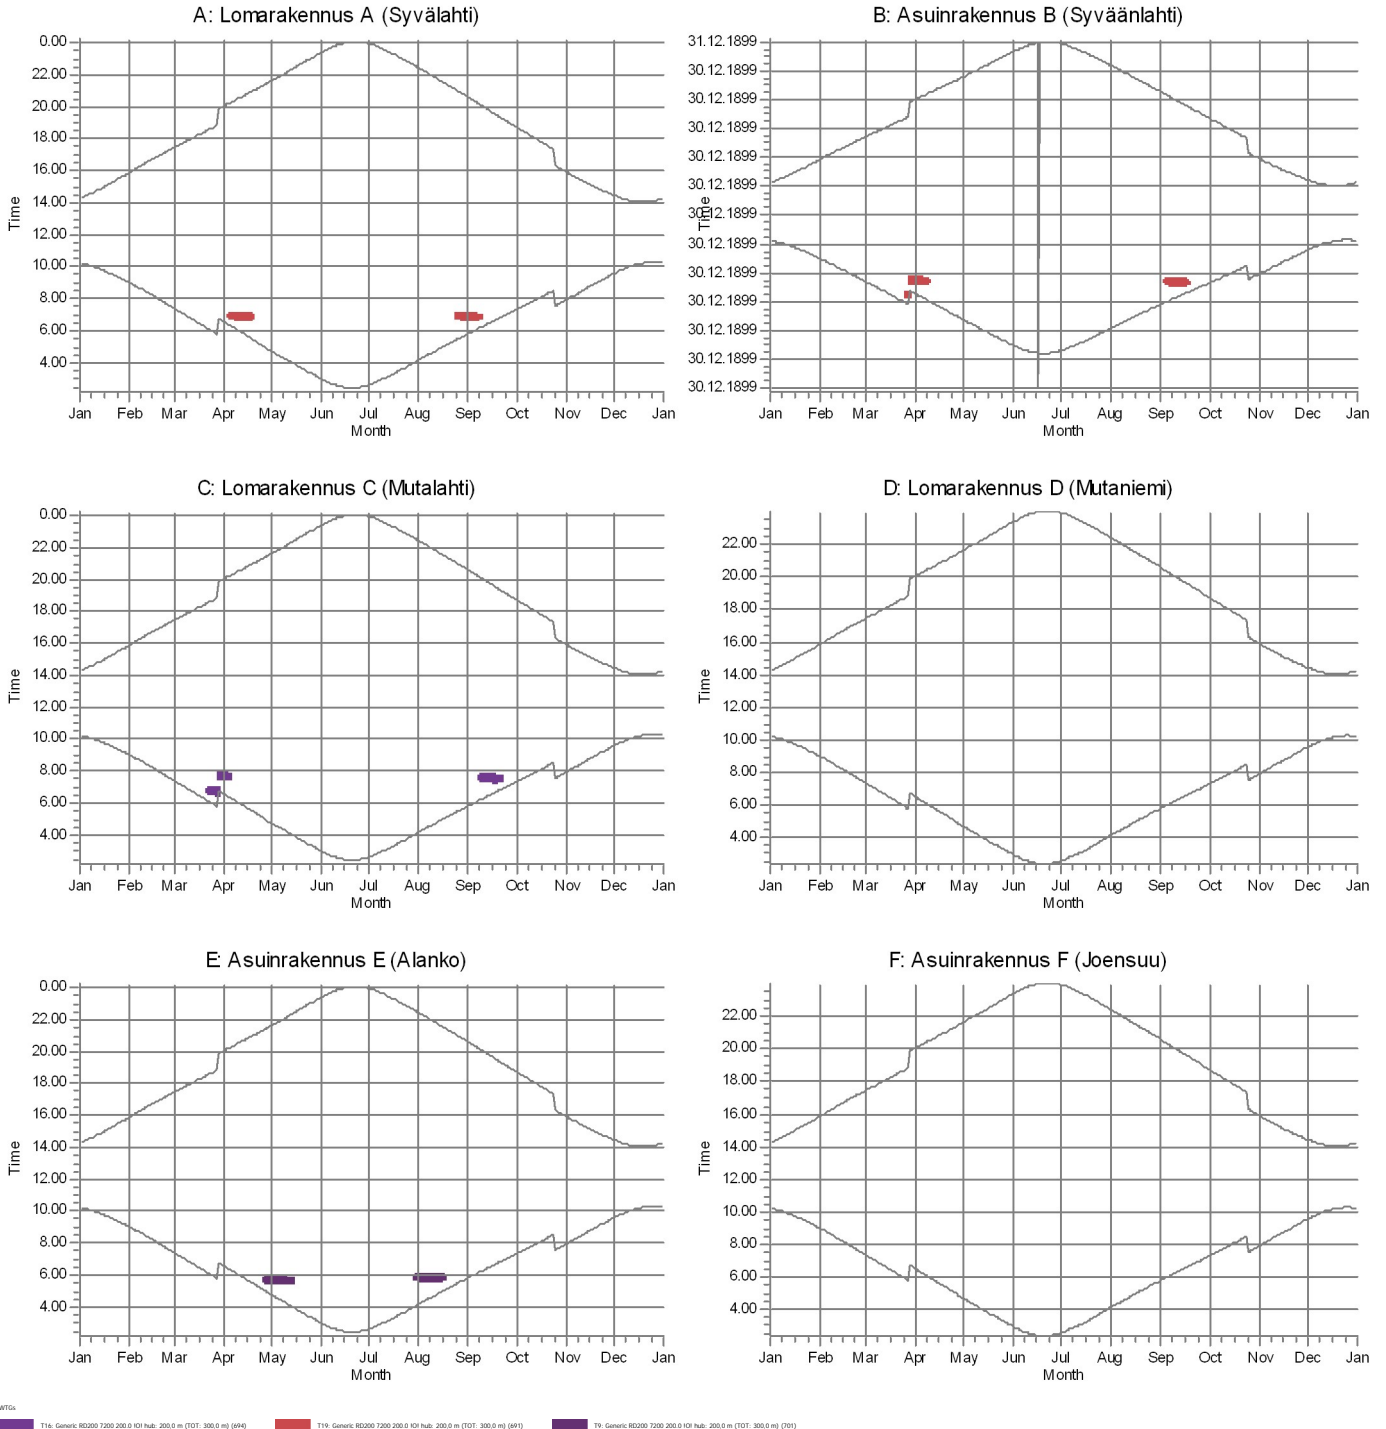 A: Lomarakennus A (Syvälahti)
0.00
22.00
20.00
18.00
16.00
14.00
12.00
10.00
8.00
6.00
4.00
Time
Jan Feb Mar Apr May Jun Jul Aug Sep Oct Nov Dec Jan
Month
B: Asuinrakennus B (Syväänlahti)
31.12.1899
30.12.1899
30.12.1899
30.12.1899
30.12.1899
30.12.1899
30.12.1899
30.12.1899
30.12.1899
30.12.1899
30.12.1899
30.12.1899
30.12.1899
Time
Jan Feb Mar Apr May Jun Jul Aug Sep Oct Nov Dec Jan
Month
C: Lomarakennus C (Mutalahti)
0.00
22.00
20.00
18.00
16.00
14.00
12.00
10.00
8.00
6.00
4.00
Time
Jan Feb Mar Apr May Jun Jul Aug Sep Oct Nov Dec Jan
Month
D: Lomarakennus D (Mutaniemi)
22.00
20.00
18.00
16.00
14.00
12.00
10.00
8.00
6.00
4.00
Time
Jan Feb Mar Apr May Jun Jul Aug Sep Oct Nov Dec Jan
Month
E: Asuinrakennus E (Alanko)
0.00
22.00
20.00
18.00
16.00
14.00
12.00
10.00
8.00
6.00
4.00
Time
Jan Feb Mar Apr May Jun Jul Aug Sep Oct Nov Dec Jan
Month
F: Asuinrakennus F (Joensuu)
22.00
20.00
18.00
16.00
14.00
12.00
10.00
8.00
6.00
4.00
Time
Jan Feb Mar Apr May Jun Jul Aug Sep Oct Nov Dec Jan
Month
WTGs
T16: Generic RD200 7200 200.0 !O! hub: 200,0 m (TOT: 300,0 m) (694)
T19: Generic RD200 7200 200.0 !O! hub: 200,0 m (TOT: 300,0 m) (691)
T9: Generic RD200 7200 200.0 !O! hub: 200,0 m (TOT: 300,0 m) (701)